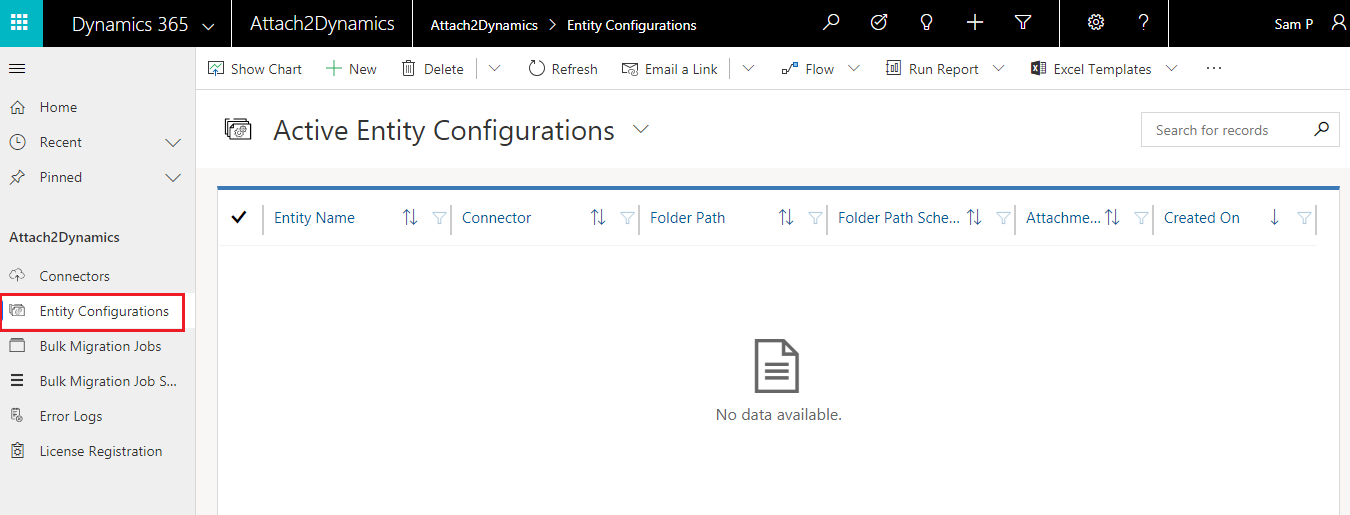 Dynamics 365 Attach2Dynamics Attach2Dynamics > Entity Configurations ? Sam P
Show Chart New Delete Refresh Email a Link Flow Run Report Excel Templates ...
Home
Recent
Pinned
Attach2Dynamics
Connectors
Entity Configurations
Bulk Migration Jobs
Bulk Migration Job S...
Error Logs
License Registration
Active Entity Configurations
Search for records
Entity Name Connector Folder Path Folder Path Sche... Attachme... Created On
No data available.